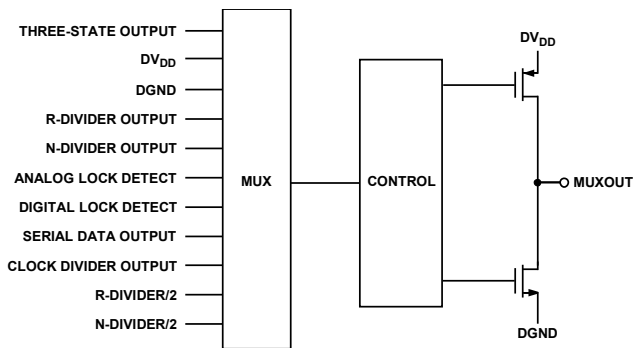 THREE-STATE OUTPUT
DVDD
DGND
R-DIVIDER OUTPUT
N-DIVIDER OUTPUT
ANALOG LOCK DETECT
DIGITAL LOCK DETECT
SERIAL DATA OUTPUT
CLOCK DIVIDER OUTPUT
R-DIVIDER/2
N-DIVIDER/2
MUX
CONTROL
DVDD
MUXOUT
DGND